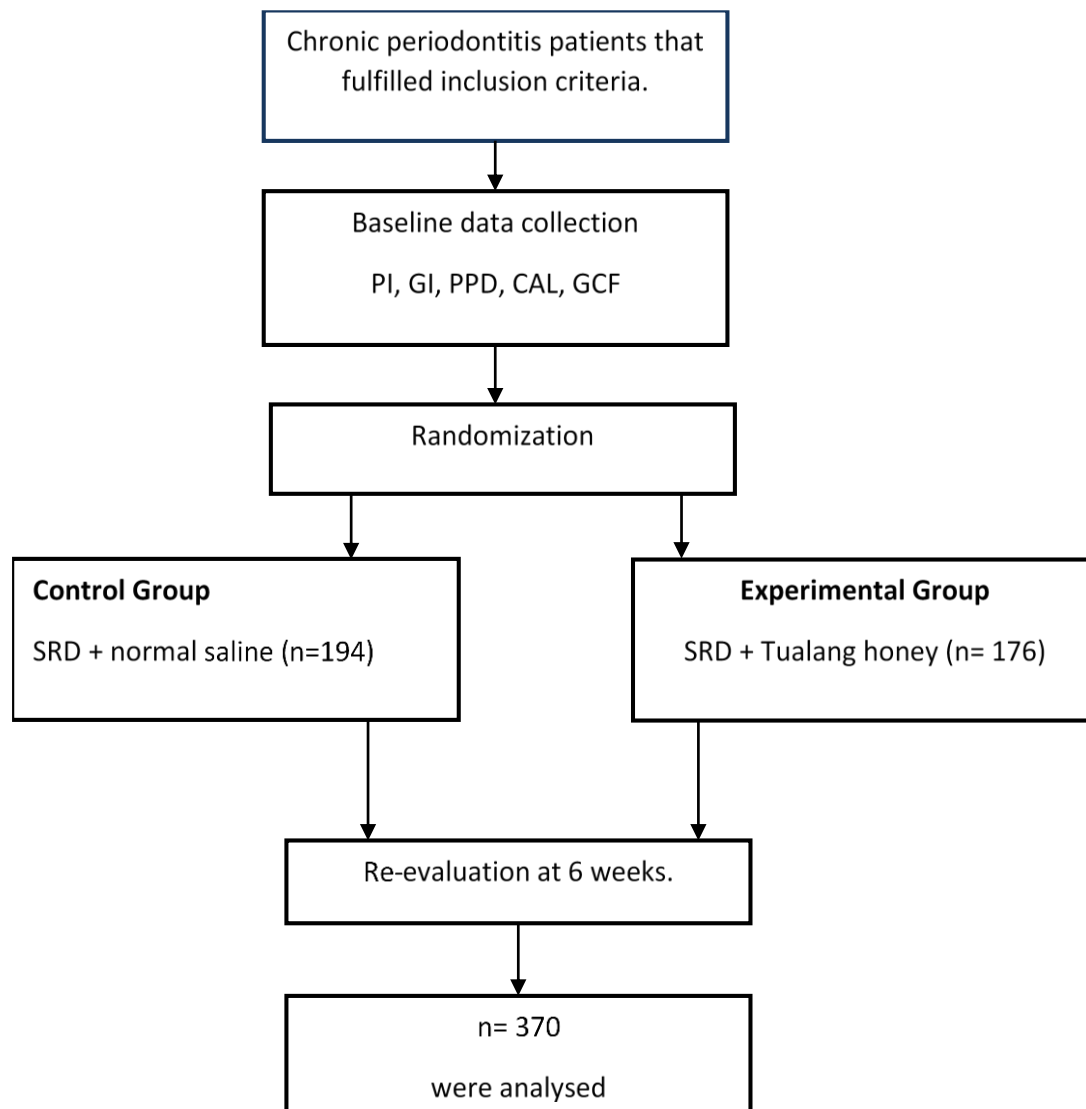 Chronic periodontitis patients that
fulfilled inclusion criteria.
Baseline data collection
PI, GI, PPD, CAL, GCF
Randomization
Control Group
SRD + normal saline (n=194)
Experimental Group
SRD + Tualang honey (n= 176)
Re-evaluation at 6 weeks.
n= 370
were analysed